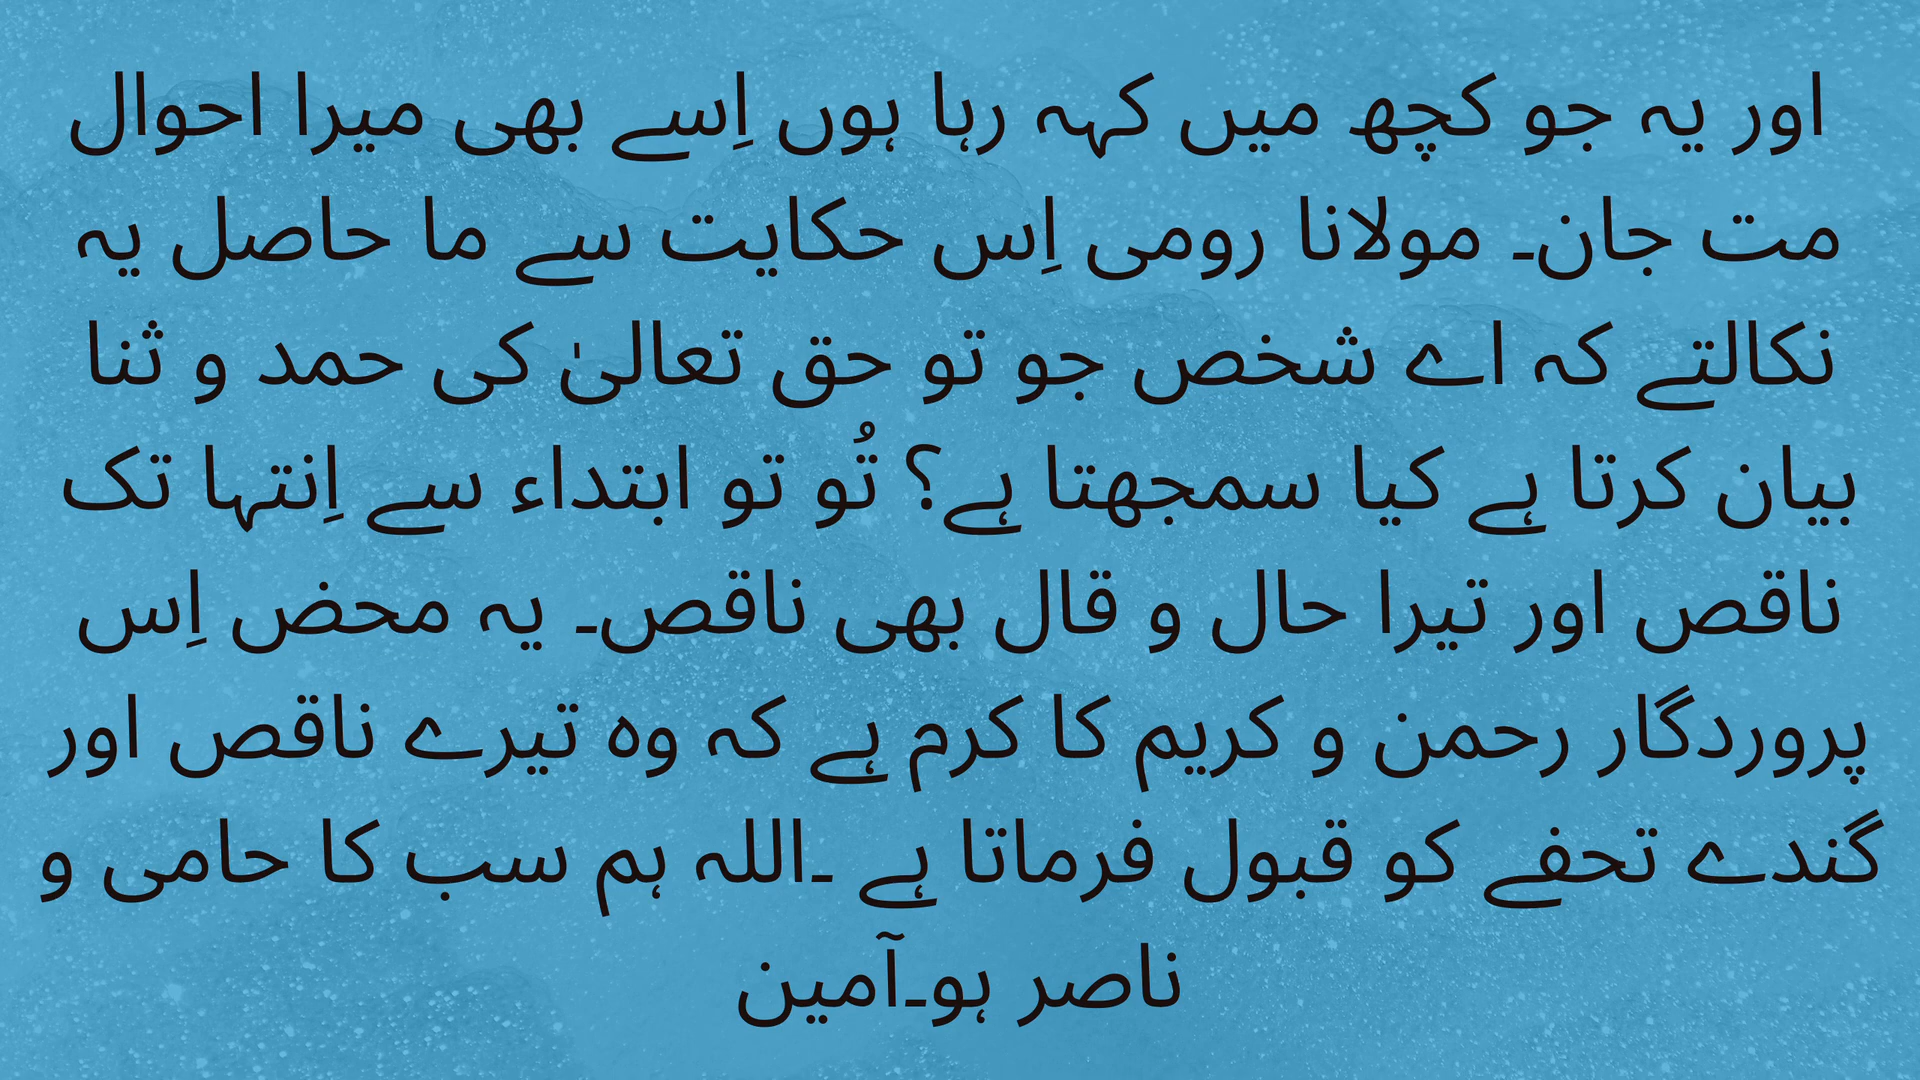 اور یہ جو کچھ میں کہہ رہا ہوں اِسے بھی میرا احوال
مت جان۔ مولانا رومی اِس حکایت سے ما حاصل یہ
نکالتے کہ اے شخص جو تو حق تعالیٰ کی حمد و ثنا
بیان کرتا ہے کیا سمجھتا ہے؟ تُو تو ابتداء سے اِنتہا تک
ناقص اور تیرا حال و قال بھی ناقص۔ یہ محض اِس
پروردگار رحمن و کریم کا کرم ہے کہ وہ تیرے ناقص اور
گندے تحفے کو قبول فرماتا ہے ۔اللہ ہم سب کا حامی و
ناصر ہو۔آمین